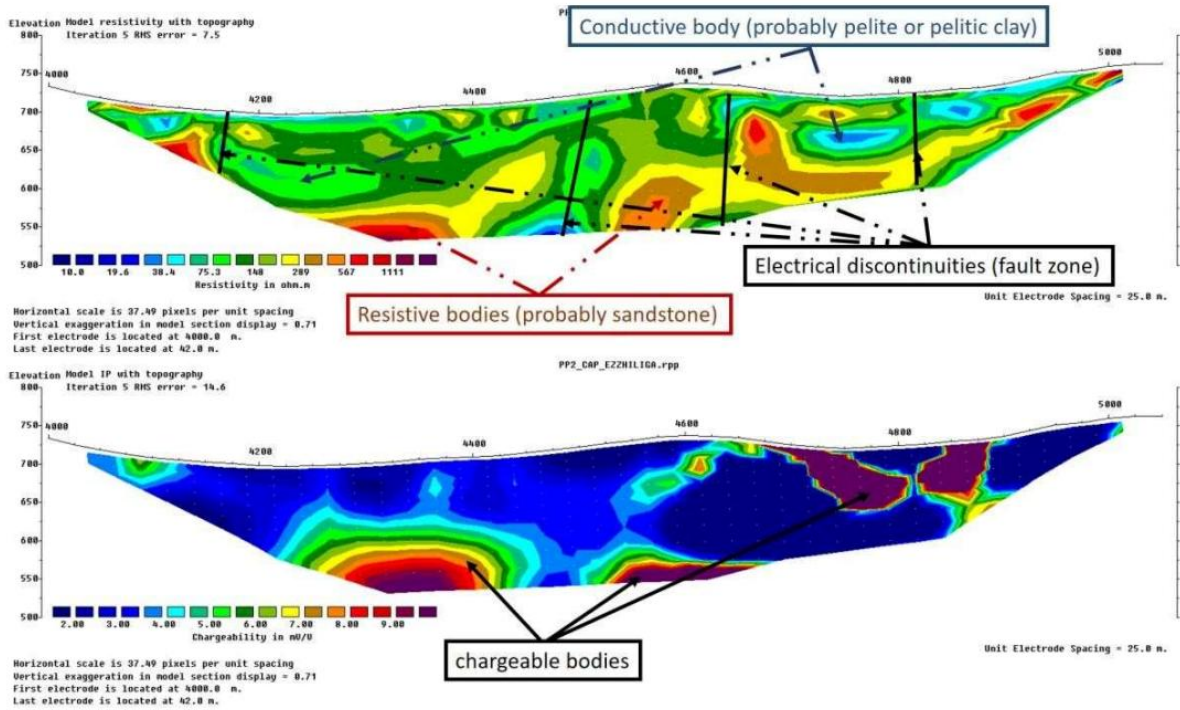 Elevation Model resistivity with topography
Iteration 5 RMS error = 7.5
Conductive body (probably pelite or pelitic clay)
800
750
700
650
600
550
500
4000
4200
4400
4600
4800
5000
10.0 19.6 38.4 75.3 148 289 567 1111
Resistivity in ohm.m
Electrical discontinuities (fault zone)
Resistive bodies (probably sandstone)
Unit Electrode Spacing = 25.0 m.
Horizontal scale is 37.49 pixels per unit spacing
Vertical exaggeration in model section display = 0.71
First electrode is located at 4000.0 m.
Last electrode is located at 42.0 m.
PP2_CAP_EZZHILIGA.rpp
Elevation Model IP with topography
Iteration 5 RMS error = 14.6
800
750
700
650
600
550
500
4000
4200
4400
4600
4800
5000
2.00 3.00 4.00 5.00 6.00 7.00 8.00 9.00
Chargeability in mV/V
chargeable bodies
Unit Electrode Spacing = 25.0 m.
Horizontal scale is 37.49 pixels per unit spacing
Vertical exaggeration in model section display = 0.71
First electrode is located at 4000.0 m.
Last electrode is located at 42.0 m.